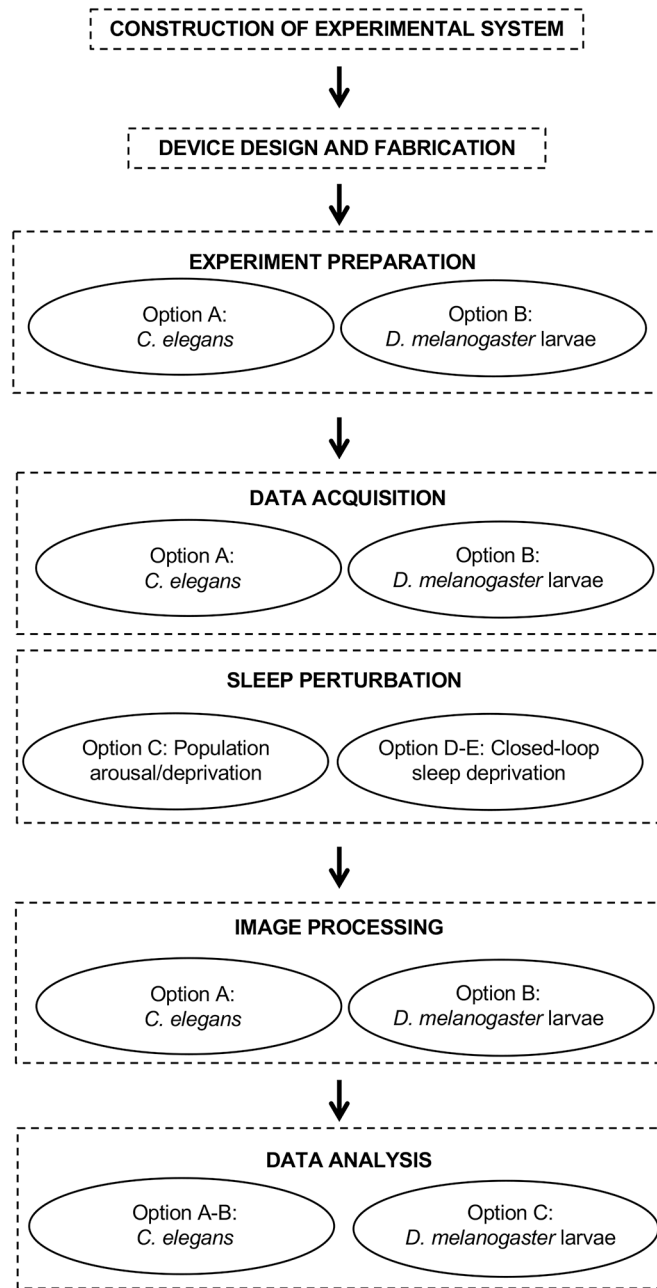 CONSTRUCTION OF EXPERIMENTAL SYSTEM
DEVICE DESIGN AND FABRICATION
EXPERIMENT PREPARATION
Option A:
C. elegans
Option B:
D. melanogaster larvae
DATA ACQUISITION
Option A:
C. elegans
Option B:
D. melanogaster larvae
SLEEP PERTURBATION
Option C: Population
arousal/deprivation
Option D-E: Closed-loop
sleep deprivation
IMAGE PROCESSING
Option A:
C. elegans
Option B:
D. melanogaster larvae
DATA ANALYSIS
Option A-B:
C. elegans
Option C:
D. melanogaster larvae